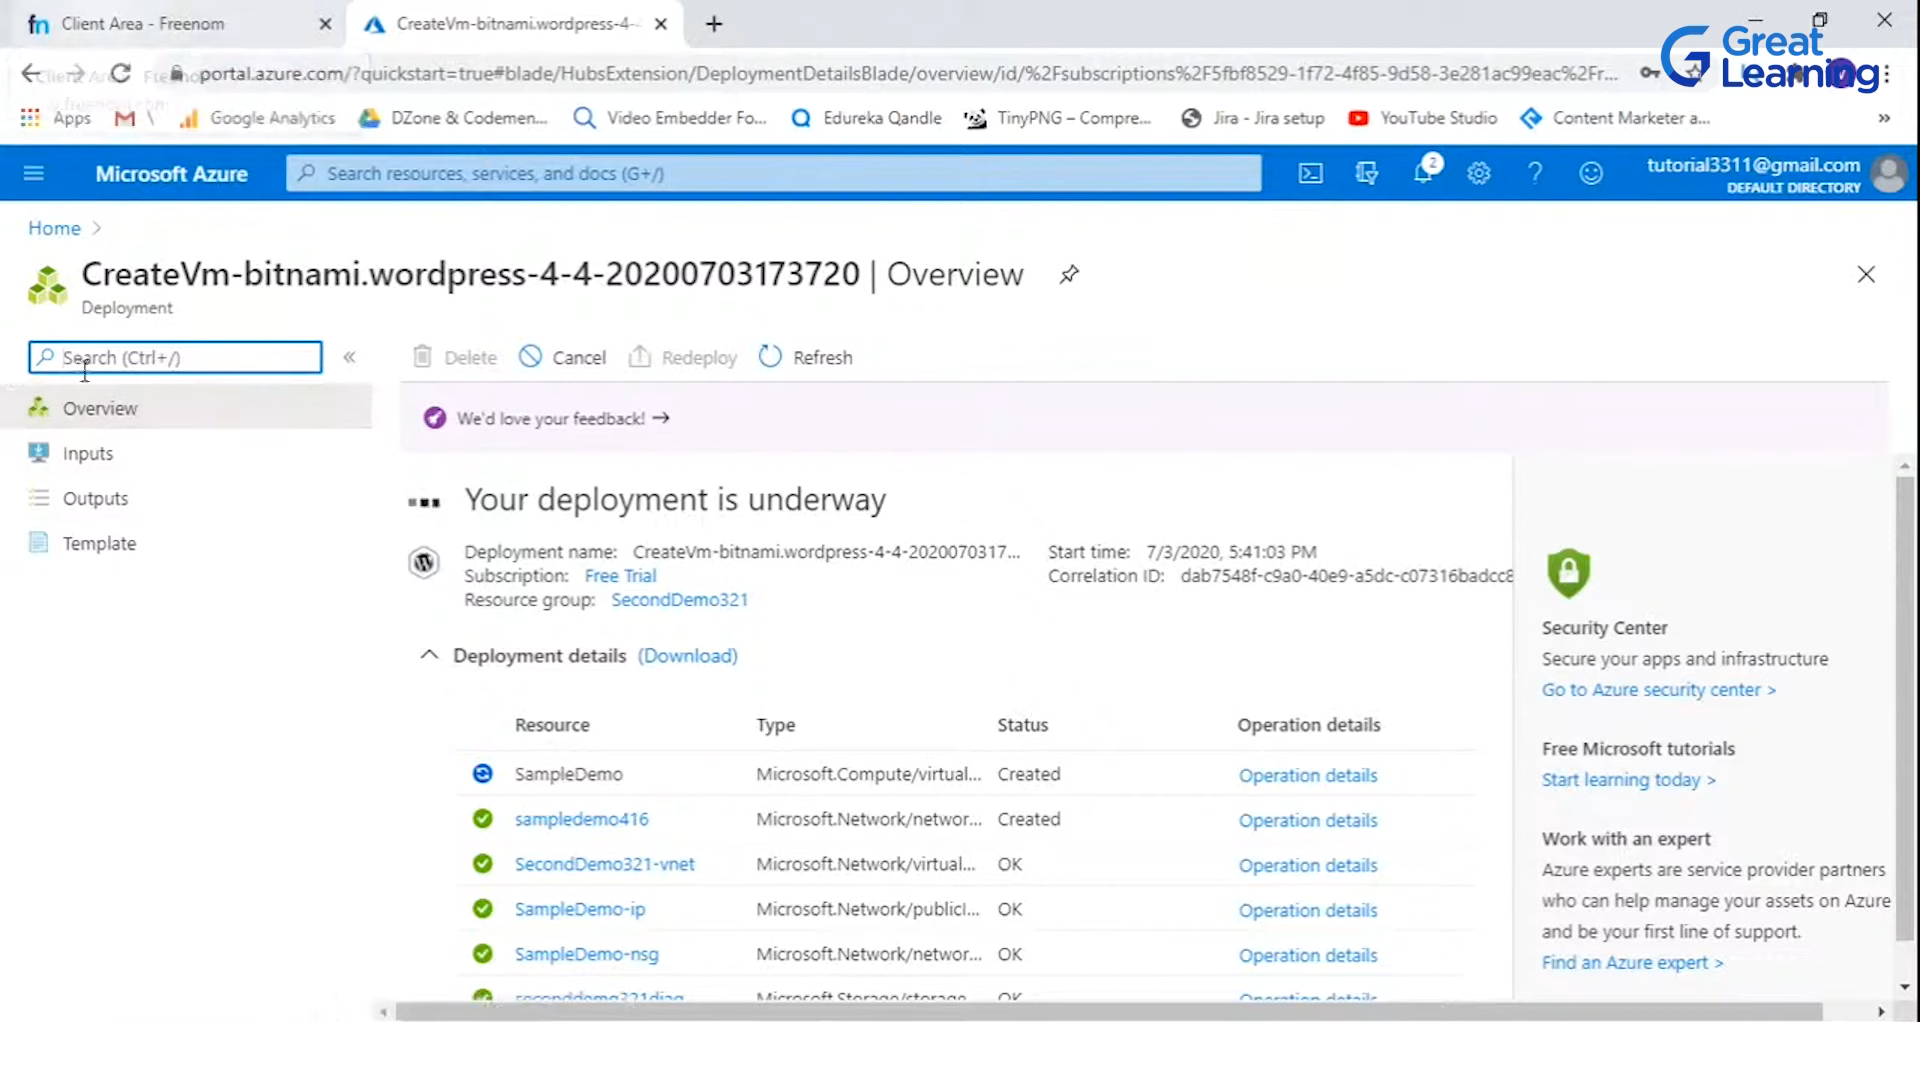 Client Area - Freenom
CreateVm-bitnami.wordpress-4-
Great Learning
portal.azure.com/?quickstart=true#blade/HubsExtension/DeploymentDetailsBlade/overview/id/%2Fsubscriptions%2F5fbf8529-1f72-4f85-9d58-3e281ac99eac%2Fr...
Apps
Google Analytics
DZone & Codemen...
Video Embedder Fo...
Edureka Qandle
TinyPNG – Compre...
Jira - Jira setup
YouTube Studio
Content Marketer a...
»
Microsoft Azure
Search resources, services, and docs (G+/)
2
tutorial3311@gmail.com
DEFAULT DIRECTORY
Home >
CreateVm-bitnami.wordpress-4-4-20200703173720 | Overview
Deployment
Search (Ctrl+/)
«
Delete
Cancel
Redeploy
Refresh
Overview
Inputs
Outputs
Template
We'd love your feedback! →
Your deployment is underway
Deployment name: CreateVm-bitnami.wordpress-4-4-2020070317...
Start time: 7/3/2020, 5:41:03 PM
Subscription: Free Trial
Correlation ID: dab7548f-c9a0-40e9-a5dc-c07316badcc8
Resource group: SecondDemo321
Deployment details (Download)
Resource Type Status Operation details
SampleDemo Microsoft.Compute/virtual... Created Operation details
sampledemo416 Microsoft.Network/networ... Created Operation details
SecondDemo321-vnet Microsoft.Network/virtual... OK Operation details
SampleDemo-ip Microsoft.Network/publicI... OK Operation details
SampleDemo-nsg Microsoft.Network/networ... OK Operation details
seconddemo321diag Microsoft.Storage/storage... OK Operation details
Security Center
Secure your apps and infrastructure
Go to Azure security center >
Free Microsoft tutorials
Start learning today >
Work with an expert
Azure experts are service provider partners
who can help manage your assets on Azure
and be your first line of support.
Find an Azure expert >